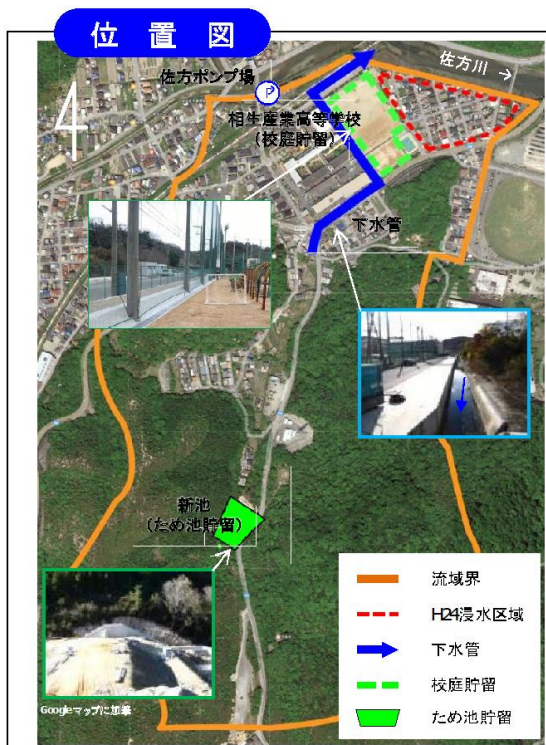 位置図
佐方川
佐方ポンプ場
P
相生産業高等学校
(校庭貯留)
下水管
新池
(ため池貯留)
流域界
H24浸水区域
下水管
校庭貯留
ため池貯留
Googleマップに加筆